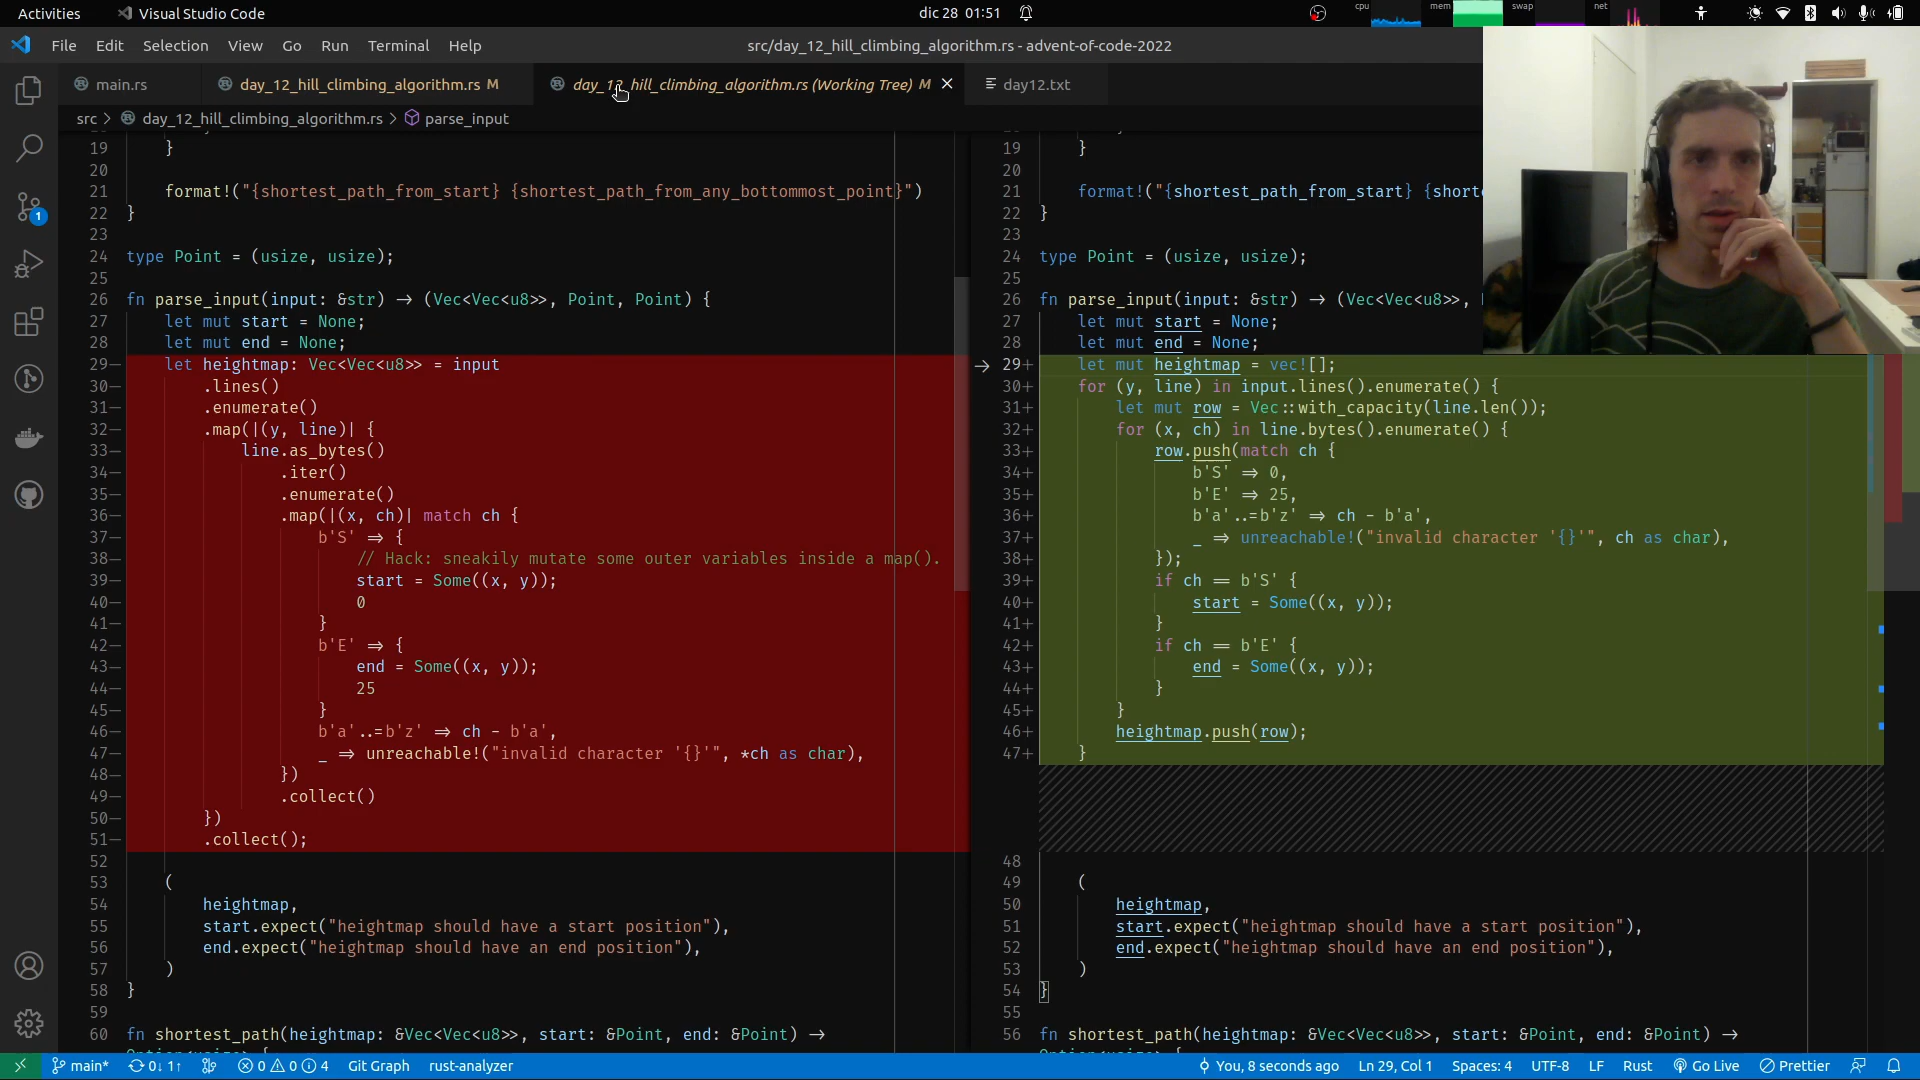 Activities Visual Studio Code dic 28 01:51 cpu mem swap net
File Edit Selection View Go Run Terminal Help src/day_12_hill_climbing_algorithm.rs - advent-of-code-2022
main.rs day_12_hill_climbing_algorithm.rs M day_12_hill_climbing_algorithm.rs (Working Tree) M day12.txt
src > day_12_hill_climbing_algorithm.rs > parse_input
19 }
20
21 format!("{shortest_path_from_start} {shortest_path_from_any_bottommost_point}")
22 }
23
24 type Point = (usize, usize);
25
26 fn parse_input(input: &str) → (Vec<Vec<u8>>, Point, Point) {
27 let mut start = None;
28 let mut end = None;
29— let heightmap: Vec<Vec<u8>> = input
30— .lines()
31— .enumerate()
32— .map(|(y, line)| {
33— line.as_bytes()
34— .iter()
35— .enumerate()
36— .map(|(x, ch)| match ch {
37— b'S' ⇒ {
38— // Hack: sneakily mutate some outer variables inside a map().
39— start = Some((x, y));
40— 0
41— }
42— b'E' ⇒ {
43— end = Some((x, y));
44— 25
45— }
46— b'a'..=b'z' ⇒ ch - b'a',
47— _ ⇒ unreachable!("invalid character '{}'", *ch as char),
48— })
49— .collect()
50— })
51— .collect();
52
53 (
54 heightmap,
55 start.expect("heightmap should have a start position"),
56 end.expect("heightmap should have an end position"),
57 )
58 }
59
60 fn shortest_path(heightmap: &Vec<Vec<u8>>, start: &Point, end: &Point) →
19 }
20
21 format!("{shortest_path_from_start} {short
22 }
23
24 type Point = (usize, usize);
25
26 fn parse_input(input: &str) → (Vec<Vec<u8>>,
27 let mut start = None;
28 let mut end = None;
29+ let mut heightmap = vec![];
30+ for (y, line) in input.lines().enumerate() {
31+ let mut row = Vec::with_capacity(line.len());
32+ for (x, ch) in line.bytes().enumerate() {
33+ row.push(match ch {
34+ b'S' ⇒ 0,
35+ b'E' ⇒ 25,
36+ b'a'..=b'z' ⇒ ch - b'a',
37+ _ ⇒ unreachable!("invalid character '{}'", ch as char),
38+ });
39+ if ch == b'S' {
40+ start = Some((x, y));
41+ }
42+ if ch == b'E' {
43+ end = Some((x, y));
44+ }
45+ }
46+ heightmap.push(row);
47+ }
48
49 (
50 heightmap,
51 start.expect("heightmap should have a start position"),
52 end.expect("heightmap should have an end position"),
53 )
54 }
55
56 fn shortest_path(heightmap: &Vec<Vec<u8>>, start: &Point, end: &Point) →
1
main* 0↓ 1↑ 0 0 4 Git Graph rust-analyzer You, 8 seconds ago Ln 29, Col 1 Spaces: 4 UTF-8 LF Rust Go Live Prettier